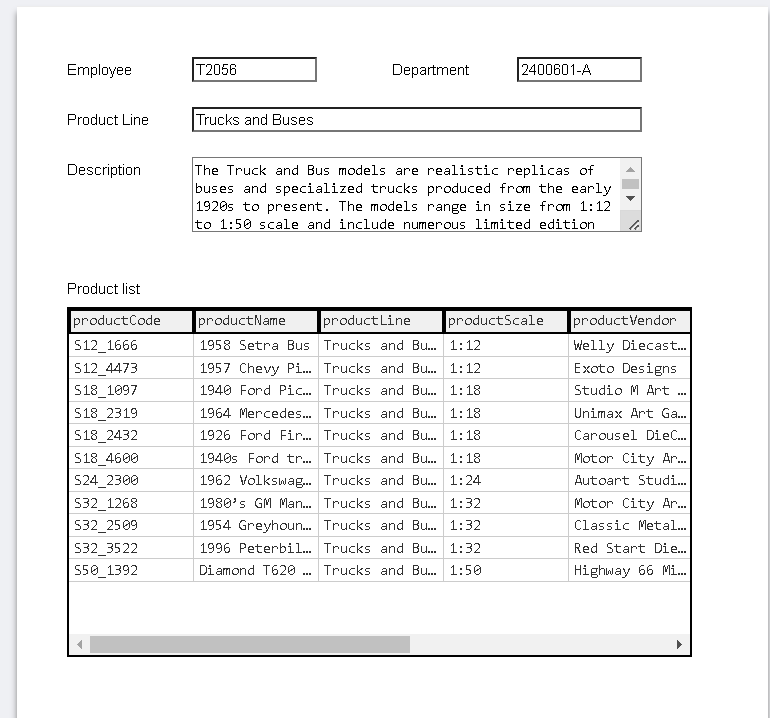 Employee T2056 Department 2400601-A
Product Line Trucks and Buses
Description
The Truck and Bus models are realistic replicas of
buses and specialized trucks produced from the early
1920s to present. The models range in size from 1:12
to 1:50 scale and include numerous limited edition
Product list
productCode productName productLine productScale productVendor
S12_1666 1958 Setra Bus Trucks and Bu… 1:12 Welly Diecast…
S12_4473 1957 Chevy Pi… Trucks and Bu… 1:12 Exoto Designs
S18_1097 1940 Ford Pic… Trucks and Bu… 1:18 Studio M Art …
S18_2319 1964 Mercedes… Trucks and Bu… 1:18 Unimax Art Ga…
S18_2432 1926 Ford Fir… Trucks and Bu… 1:18 Carousel DieC…
S18_4600 1940s Ford tr… Trucks and Bu… 1:18 Motor City Ar…
S24_2300 1962 Volkswag… Trucks and Bu… 1:24 Autoart Studi…
S32_1268 1980's GM Man… Trucks and Bu… 1:32 Motor City Ar…
S32_2509 1954 Greyhoun… Trucks and Bu… 1:32 Classic Metal…
S32_3522 1996 Peterbil… Trucks and Bu… 1:32 Red Start Die…
S50_1392 Diamond T620 … Trucks and Bu… 1:50 Highway 66 Mi…